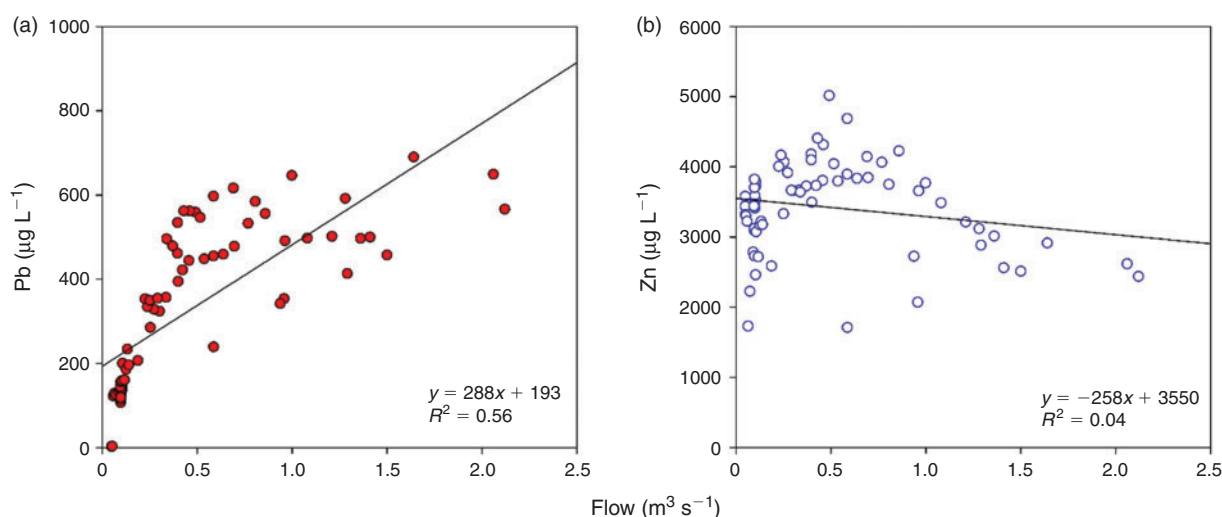 (a)
1000
800
600
400
200
0
Pb (µg L⁻¹)
0 0.5 1.0 1.5 2.0 2.5
y = 288x + 193
R² = 0.56
(b)
6000
5000
4000
3000
2000
1000
0
Zn (µg L⁻¹)
0 0.5 1.0 1.5 2.0 2.5
y = −258x + 3550
R² = 0.04
Flow (m³ s⁻¹)